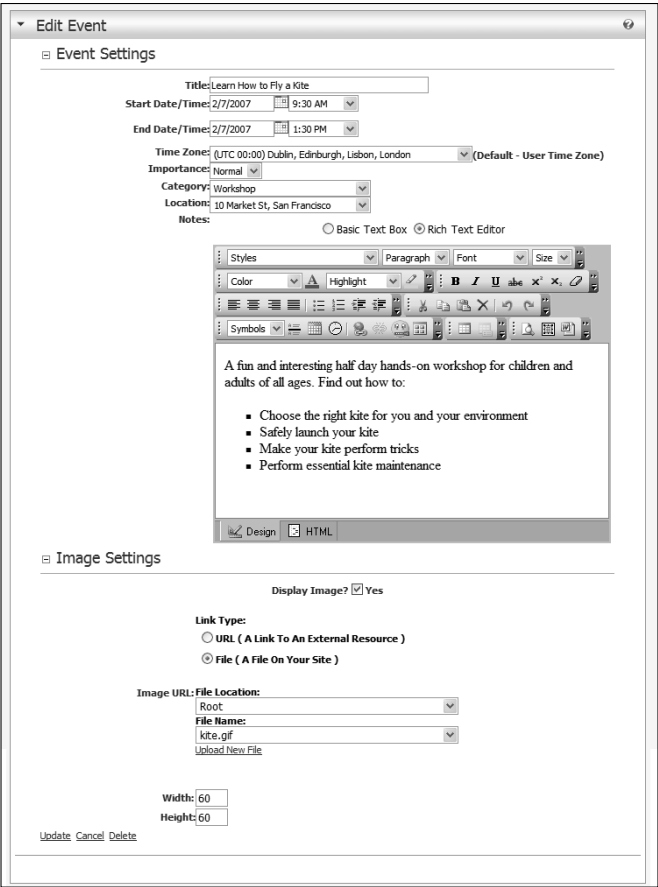 Edit Event
Event Settings
Title: Learn How to Fly a Kite
Start Date/Time: 2/7/2007 9:30 AM
End Date/Time: 2/7/2007 1:30 PM
Time Zone: (UTC 00:00) Dublin, Edinburgh, Lisbon, London (Default - User Time Zone)
Importance: Normal
Category: Workshop
Location: 10 Market St, San Francisco
Notes:
Basic Text Box Rich Text Editor
Styles Paragraph Font Size
Color A Highlight B I U abc x² x₂
Symbols
A fun and interesting half day hands-on workshop for children and
adults of all ages. Find out how to:
Choose the right kite for you and your environment
Safely launch your kite
Make your kite perform tricks
Perform essential kite maintenance
Design HTML
Image Settings
Display Image? Yes
Link Type:
URL ( A Link To An External Resource )
File ( A File On Your Site )
Image URL: File Location:
Root
File Name:
kite.gif
Upload New File
Width: 60
Height: 60
Update Cancel Delete